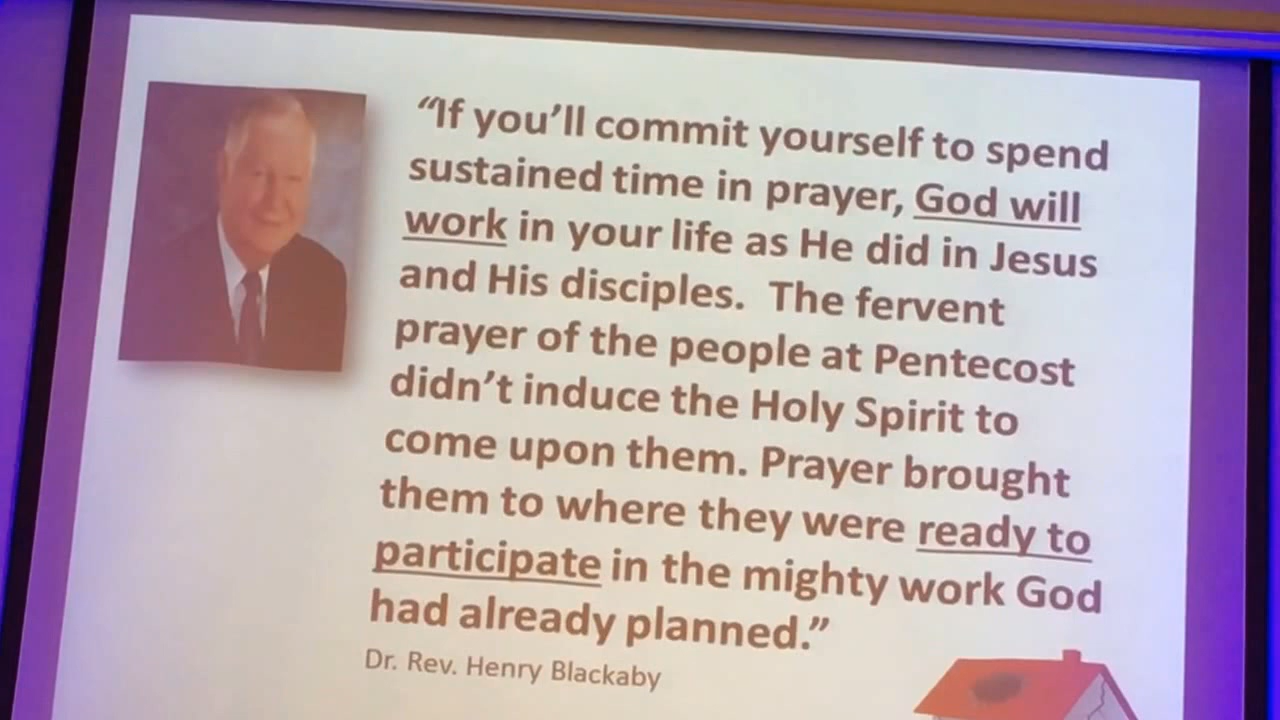 “If you’ll commit yourself to spend
sustained time in prayer, God will
work in your life as He did in Jesus
and His disciples.  The fervent
prayer of the people at Pentecost
didn’t induce the Holy Spirit to
come upon them. Prayer brought
them to where they were ready to
participate in the mighty work God
had already planned.”
Dr. Rev. Henry Blackaby